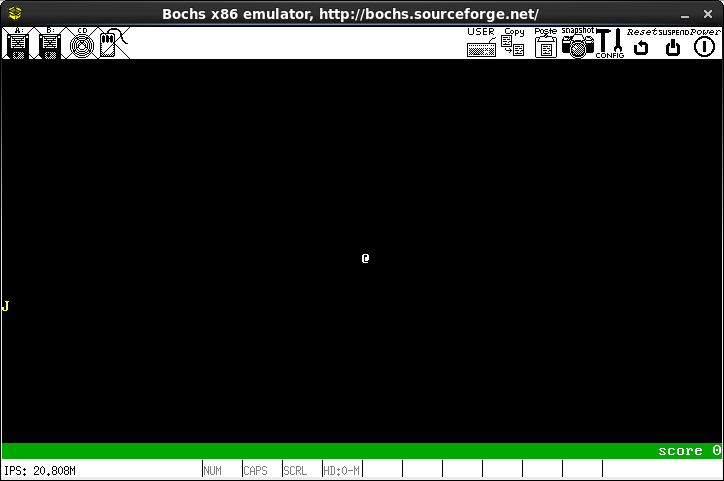 Bochs x86 emulator, http://bochs.sourceforge.net/
A: B: CD USER Copy Paste Snapshot CONFIG Reset SUSPEND Power
@
J
score 0
IPS: 20.808M NUM CAPS SCRL HD:0-M